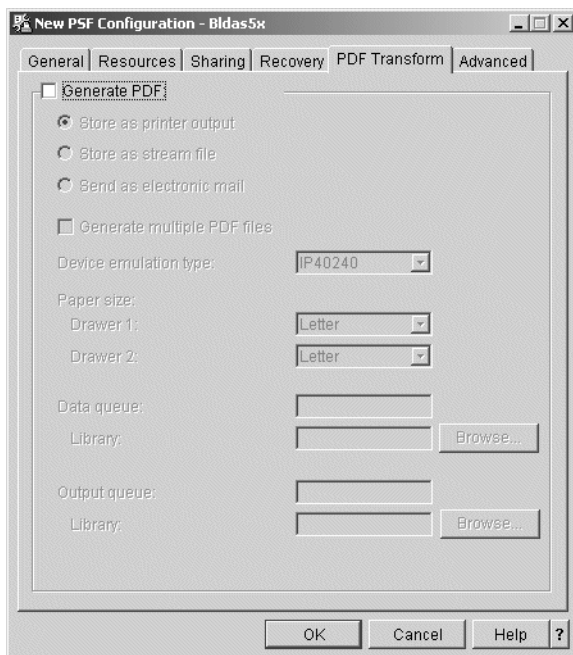 New PSF Configuration - Bldas5x
General Resources Sharing Recovery PDF Transform Advanced
Generate PDF
Store as printer output
Store as stream file
Send as electronic mail
Generate multiple PDF files
Device emulation type: IP40240
Paper size:
Drawer 1: Letter
Drawer 2: Letter
Data queue:
Library: Browse...
Output queue:
Library: Browse...
OK Cancel Help ?